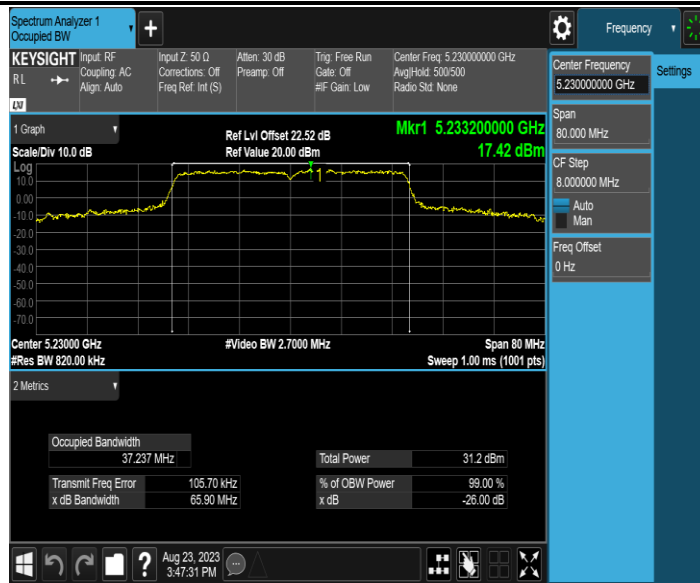 Spectrum Analyzer 1
Occupied BW
+
Frequency
KEYSIGHT
RL
Input: RF
Coupling: AC
Align: Auto
Input Z: 50 Ω
Corrections: Off
Freq Ref: Int (S)
Atten: 30 dB
Preamp: Off
Trig: Free Run
Gate: Off
#IF Gain: Low
Center Freq: 5.230000000 GHz
Avg|Hold: 500/500
Radio Std: None
LXI
Center Frequency
5.230000000 GHz
Settings
Span
80.000 MHz
CF Step
8.000000 MHz
Auto
Man
Freq Offset
0 Hz
1 Graph
Scale/Div 10.0 dB
Ref Lvl Offset 22.52 dB
Ref Value 20.00 dBm
Mkr1 5.233200000 GHz
17.42 dBm
Log
10.0
0.00
-10.0
-20.0
-30.0
-40.0
-50.0
-60.0
-70.0
1
Center 5.23000 GHz
#Video BW 2.7000 MHz
Span 80 MHz
#Res BW 820.00 kHz
Sweep 1.00 ms (1001 pts)
2 Metrics
Occupied Bandwidth
37.237 MHz
Total Power 31.2 dBm
Transmit Freq Error 105.70 kHz
% of OBW Power 99.00 %
x dB Bandwidth 65.90 MHz
x dB -26.00 dB
?
Aug 23, 2023
3:47:31 PM